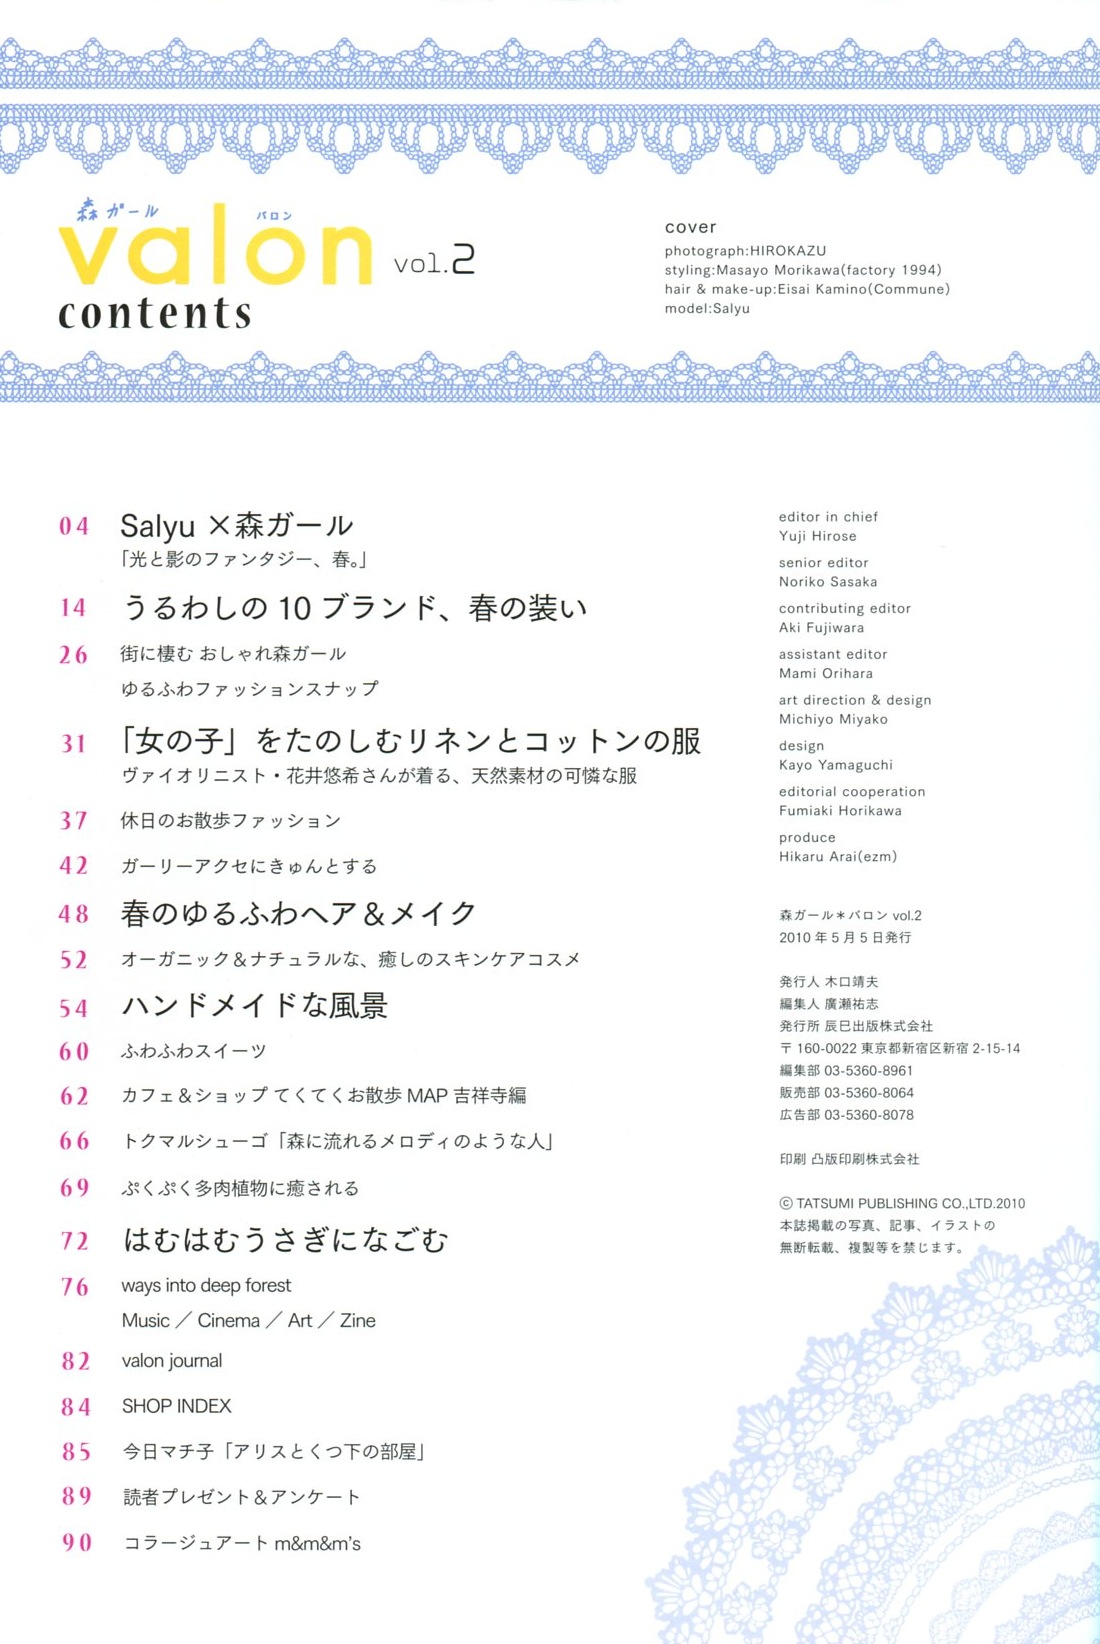 森ガール
バロン
valon vol.2
contents
cover
photograph:HIROKAZU
styling:Masayo Morikawa(factory 1994)
hair & make-up:Eisai Kamino(Commune)
model:Salyu
04 Salyu ×森ガール
「光と影のファンタジー、春。」
14 うるわしの 10 ブランド、春の装い
26 街に棲む おしゃれ森ガール
ゆるふわファッションスナップ
31 「女の子」をたのしむリネンとコットンの服
ヴァイオリニスト・花井悠希さんが着る、天然素材の可憐な服
37 休日のお散歩ファッション
42 ガーリーアクセにきゅんとする
48 春のゆるふわヘア＆メイク
52 オーガニック＆ナチュラルな、癒しのスキンケアコスメ
54 ハンドメイドな風景
60 ふわふわスイーツ
62 カフェ＆ショップ てくてくお散歩 MAP 吉祥寺編
66 トクマルシューゴ「森に流れるメロディのような人」
69 ぷくぷく多肉植物に癒される
72 はむはむうさぎになごむ
76 ways into deep forest
Music ／ Cinema ／ Art ／ Zine
82 valon journal
84 SHOP INDEX
85 今日マチ子「アリスとくつ下の部屋」
89 読者プレゼント＆アンケート
90 コラージュアート m&m&m's
editor in chief
Yuji Hirose
senior editor
Noriko Sasaka
contributing editor
Aki Fujiwara
assistant editor
Mami Orihara
art direction & design
Michiyo Miyako
design
Kayo Yamaguchi
editorial cooperation
Fumiaki Horikawa
produce
Hikaru Arai(ezm)
森ガール＊バロン vol.2
2010 年 5 月 5 日発行
発行人 木口靖夫
編集人 廣瀬祐志
発行所 辰巳出版株式会社
〒 160-0022 東京都新宿区新宿 2-15-14
編集部 03-5360-8961
販売部 03-5360-8064
広告部 03-5360-8078
印刷 凸版印刷株式会社
ⓒ TATSUMI PUBLISHING CO.,LTD.2010
本誌掲載の写真、記事、イラストの
無断転載、複製等を禁じます。